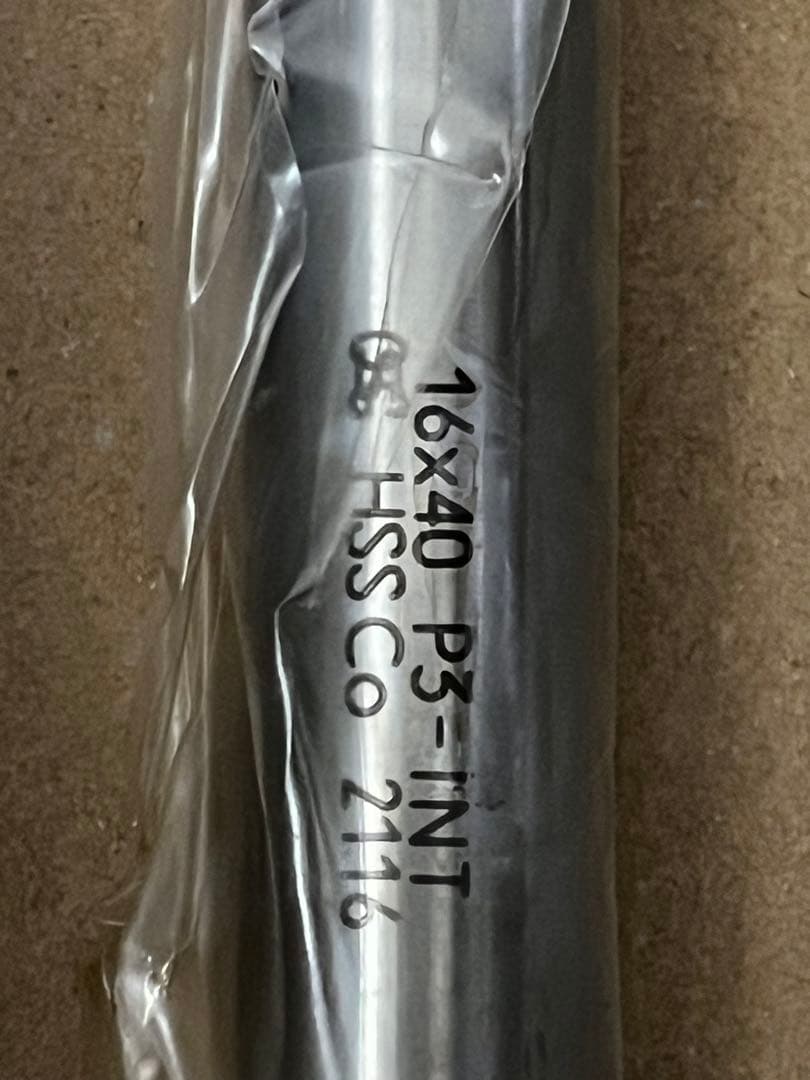 16x40 P3-INT
HSS Co 2116